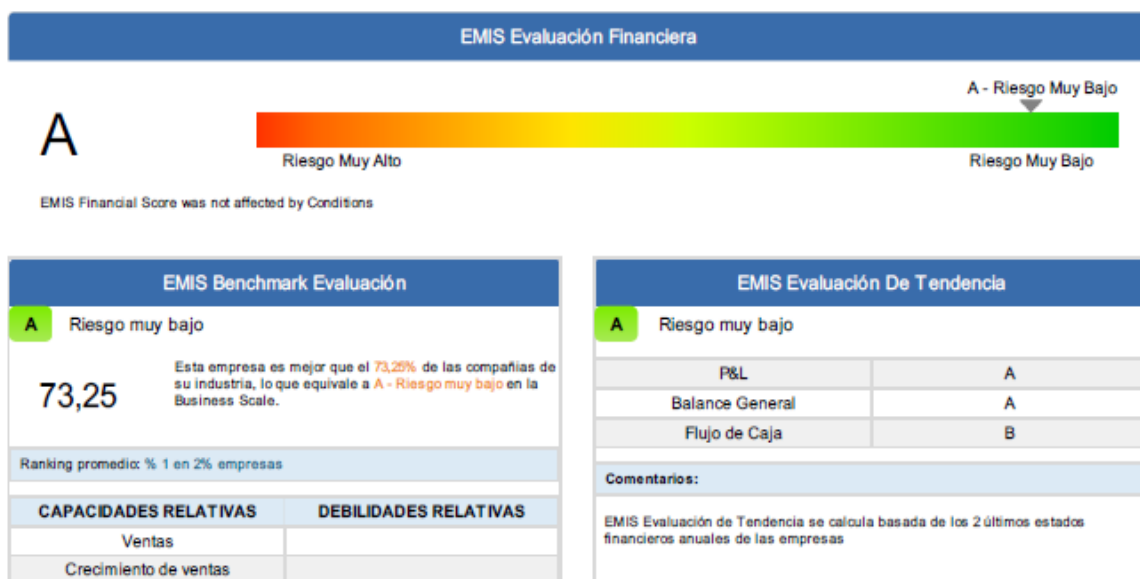 EMIS Evaluación Financiera
A - Riesgo Muy Bajo
A
Riesgo Muy Alto
Riesgo Muy Bajo
EMIS Financial Score was not affected by Conditions
EMIS Benchmark Evaluación
A Riesgo muy bajo
73,25
Esta empresa es mejor que el 73,25% de las compañias de
su industria, lo que equivale a A - Riesgo muy bajo en la
Business Scale.
Ranking promedio: % 1 en 2% empresas
CAPACIDADES RELATIVAS DEBILIDADES RELATIVAS
Ventas
Crecimiento de ventas
EMIS Evaluación De Tendencia
A Riesgo muy bajo
P&L A
Balance General A
Flujo de Caja B
Comentarios:
EMIS Evaluación de Tendencia se calcula basada de los 2 últimos estados
financieros anuales de las empresas